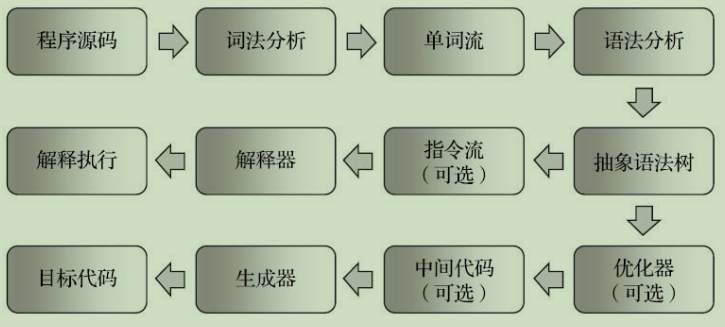 程序源码
词法分析
单词流
语法分析
解释执行
解释器
指令流
（可选）
抽象语法树
目标代码
生成器
中间代码
（可选）
优化器
（可选）